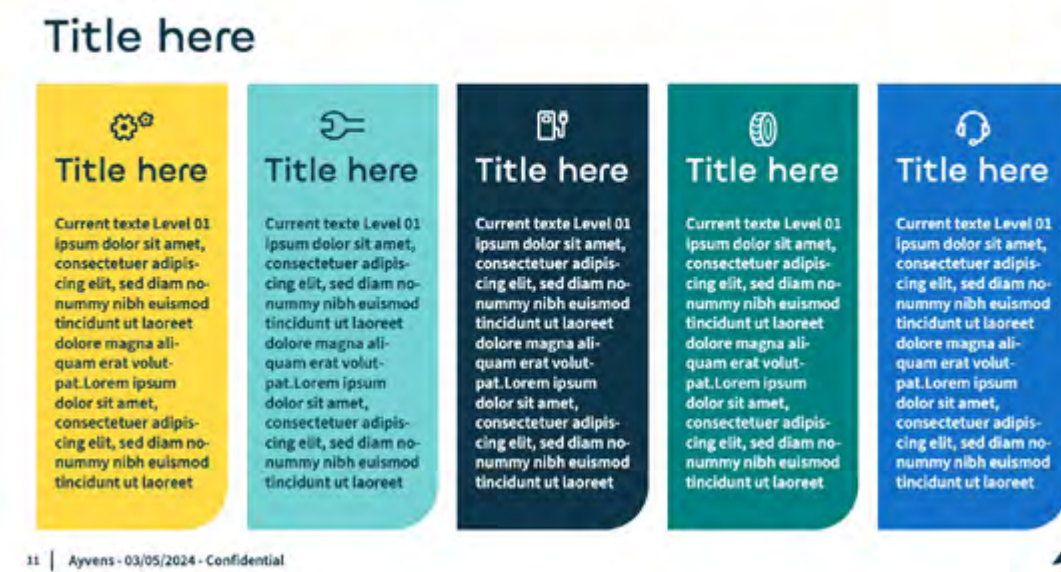 Title here
Title here
Current texte Level 01
ipsum dolor sit amet,
consectetuer adipis-
cing elit, sed diam no-
nummy nibh euismod
tincidunt ut laoreet
dolore magna ali-
quam erat volut-
pat.Lorem ipsum
dolor sit amet,
consectetuer adipis-
cing elit, sed diam no-
nummy nibh euismod
tincidunt ut laoreet
Title here
Current texte Level 01
ipsum dolor sit amet,
consectetuer adipis-
cing elit, sed diam no-
nummy nibh euismod
tincidunt ut laoreet
dolore magna ali-
quam erat volut-
pat.Lorem ipsum
dolor sit amet,
consectetuer adipis-
cing elit, sed diam no-
nummy nibh euismod
tincidunt ut laoreet
Title here
Current texte Level 01
ipsum dolor sit amet,
consectetuer adipis-
cing elit, sed diam no-
nummy nibh euismod
tincidunt ut laoreet
dolore magna ali-
quam erat volut-
pat.Lorem ipsum
dolor sit amet,
consectetuer adipis-
cing elit, sed diam no-
nummy nibh euismod
tincidunt ut laoreet
Title here
Current texte Level 01
ipsum dolor sit amet,
consectetuer adipis-
cing elit, sed diam no-
nummy nibh euismod
tincidunt ut laoreet
dolore magna ali-
quam erat volut-
pat.Lorem ipsum
dolor sit amet,
consectetuer adipis-
cing elit, sed diam no-
nummy nibh euismod
tincidunt ut laoreet
Title here
Current texte Level 01
ipsum dolor sit amet,
consectetuer adipis-
cing elit, sed diam no-
nummy nibh euismod
tincidunt ut laoreet
dolore magna ali-
quam erat volut-
pat.Lorem ipsum
dolor sit amet,
consectetuer adipis-
cing elit, sed diam no-
nummy nibh euismod
tincidunt ut laoreet
11 | Ayvens - 03/05/2024 - Confidential